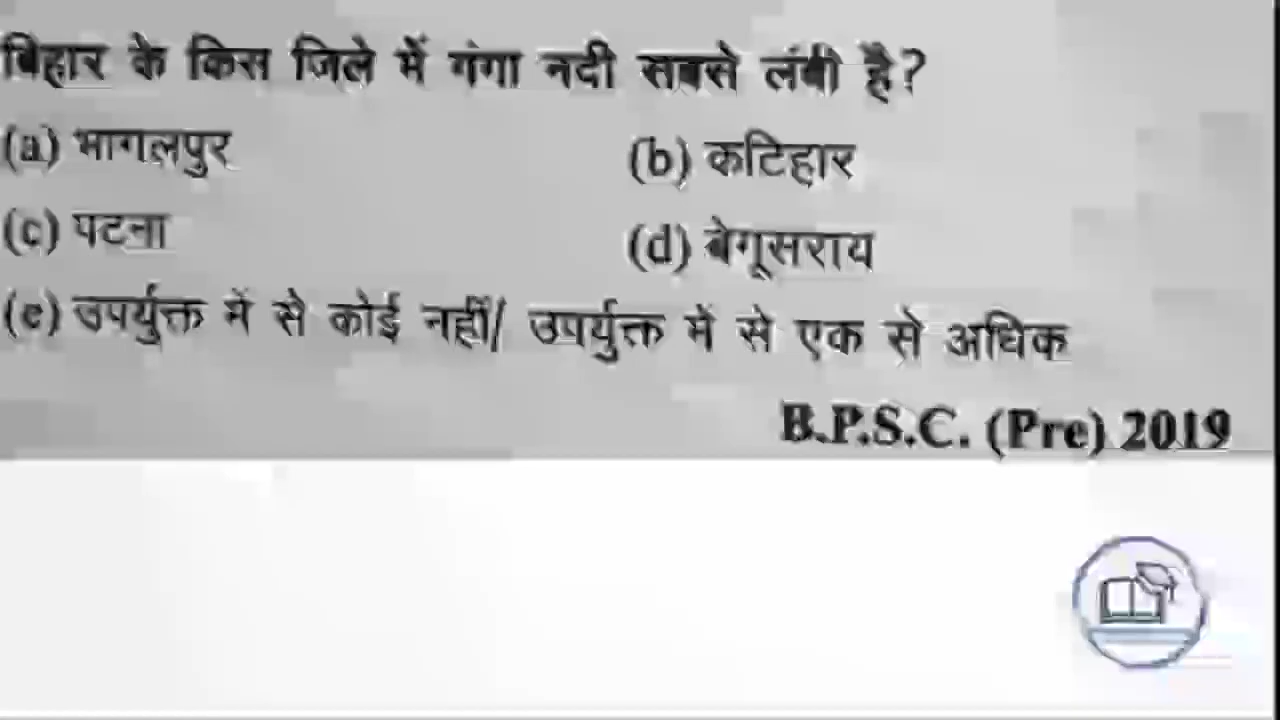 बिहार के किस जिले में गंगा नदी सबसे लंबी है?
(a) भागलपुर (b) कटिहार
(c) पटना (d) बेगूसराय
(e) उपर्युक्त में से कोई नहीं/ उपर्युक्त में से एक से अधिक
B.P.S.C. (Pre) 2019